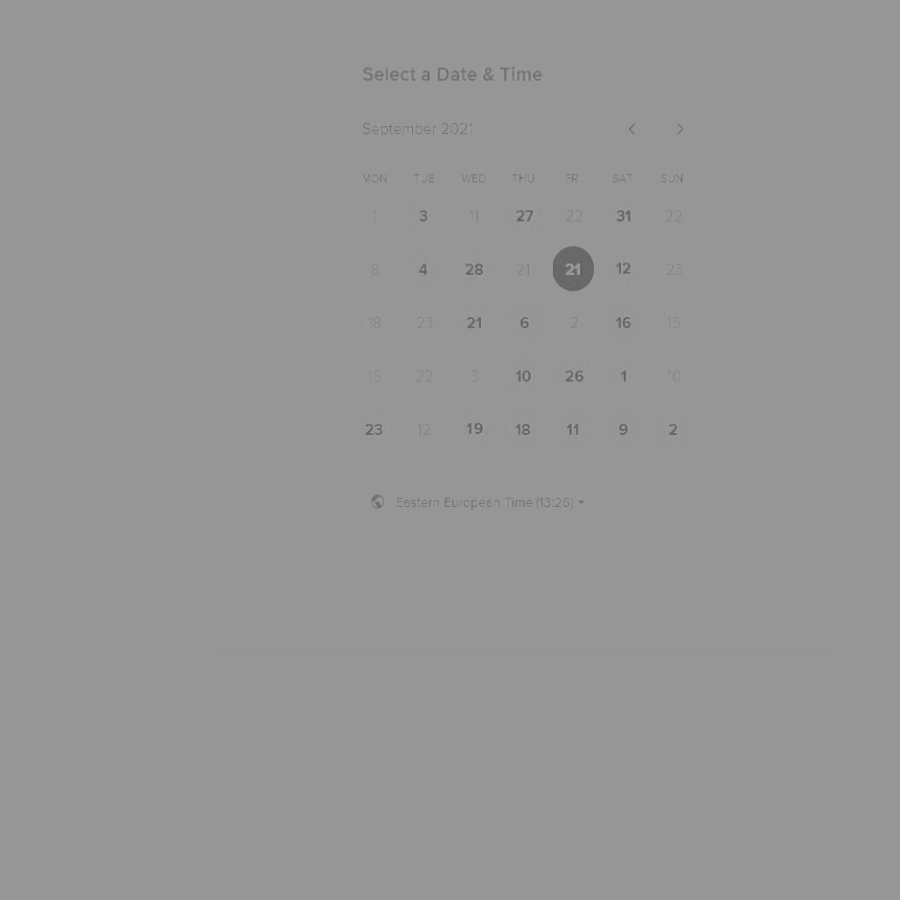 Select a Date & Time
September 2021
MON TUE WED THU FRI SAT SUN
1 3 11 27 22 31 22
8 4 28 21 21 12 23
18 23 21 6 2 16 15
15 22 3 10 26 1 10
23 12 19 18 11 9 2
Eastern European Time (13:26)